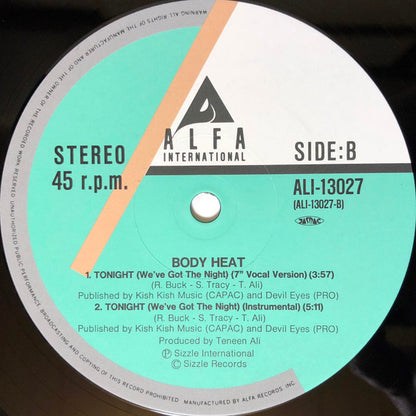 WARNING. ALL RIGHTS OF THE MANUFACTURER AND OF THE OWNER OF THE RECORDED WORK RESERVED. UNAUTHORIZED PUBLIC PERFORMANCE, BROADCASTING AND COPYING OF THIS RECORD PROHIBITED.
MANUFACTURED BY ALFA RECORDS, INC.
ALFA
INTERNATIONAL
STEREO
45 r.p.m.
SIDE:B
ALI-13027
(ALI-13027-B)
BODY HEAT
1. TONIGHT (We've Got The Night) (7" Vocal Version) (3:57)
(R. Buck - S. Tracy - T. Ali)
Published by Kish Kish Music (CAPAC) and Devil Eyes (PRO)
2. TONIGHT (We've Got The Night) (Instrumental) (5:11)
(R. Buck - S. Tracy - T. Ali)
Published by Kish Kish Music (CAPAC) and Devil Eyes (PRO)
Produced by Teneen Ali
Ⓟ Sizzle International
© Sizzle Records